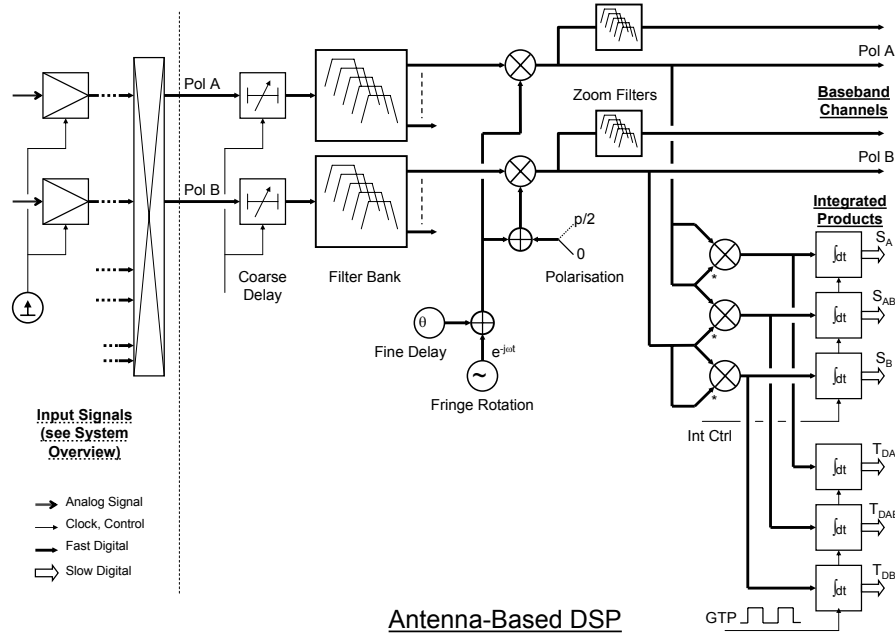 Pol A
Zoom Filters
Baseband
Channels
Pol A
Pol B
Pol B
Integrated
Products
p/2
0
Coarse
Delay
Filter Bank
Polarisation
*
*
*
∫dt
S_A
∫dt
S_AB
∫dt
S_B
θ
Fine Delay
e^-jωt
~
Fringe Rotation
Int Ctrl
Input Signals
(see System
Overview)
Analog Signal
Clock, Control
Fast Digital
Slow Digital
∫dt
T_DA
∫dt
T_DAB
∫dt
T_DB
GTP
Antenna-Based DSP